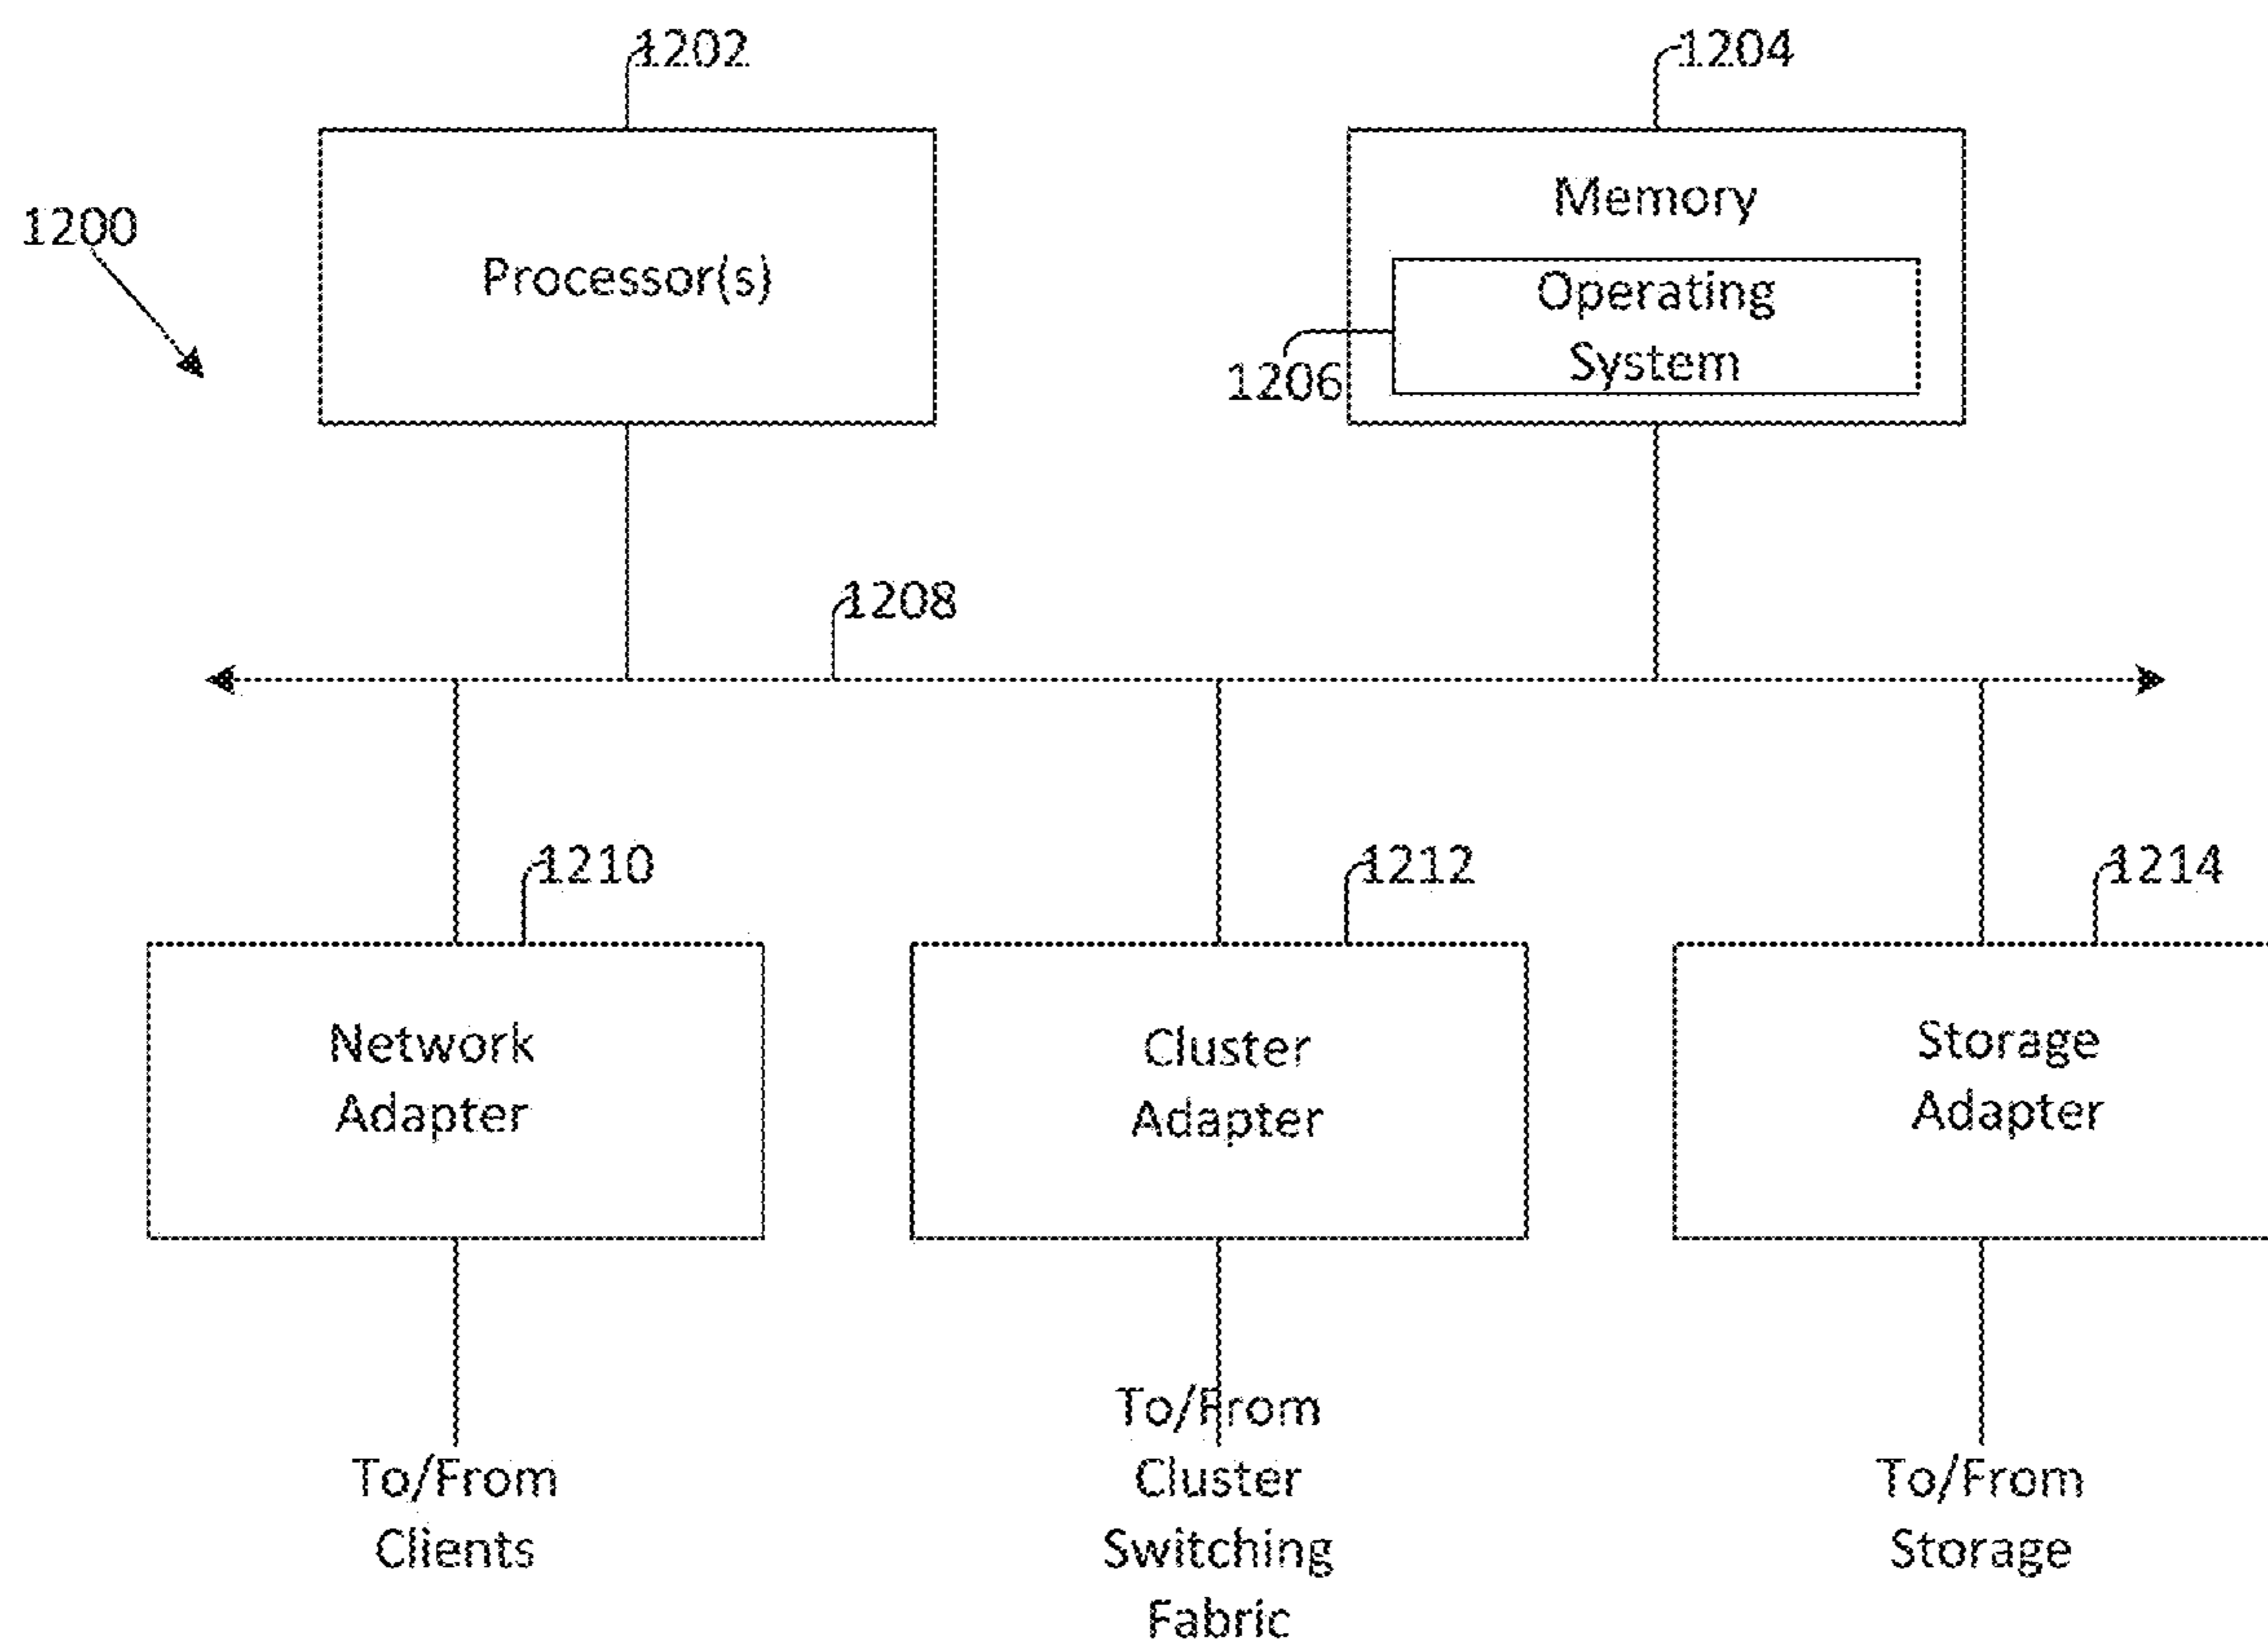 1202
1204
1200
Processor(s)
Memory
Operating
System
1206
1208
1210
1212
1214
Network
Adapter
Cluster
Adapter
Storage
Adapter
To/From
Clients
To/From
Cluster
Switching
Fabric
To/From
Storage